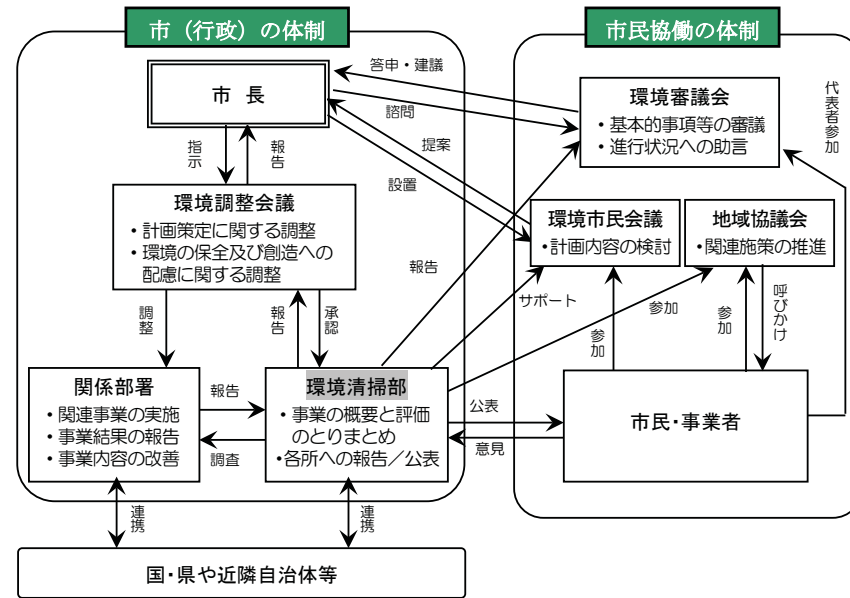 市（行政）の体制
市民協働の体制
市 長
答申・建議
諮問
提案
設置
指示
報告
環境審議会
・基本的事項等の審議
・進行状況への助言
代表者参加
環境調整会議
・計画策定に関する調整
・環境の保全及び創造への
配慮に関する調整
環境市民会議
・計画内容の検討
地域協議会
・関連施策の推進
報告
サポート
参加
調整
報告
承認
参加
参加
呼びかけ
関係部署
・関連事業の実施
・事業結果の報告
・事業内容の改善
報告
調査
環境清掃部
・事業の概要と評価
のとりまとめ
・各所への報告／公表
公表
意見
市民・事業者
連携
連携
国・県や近隣自治体等